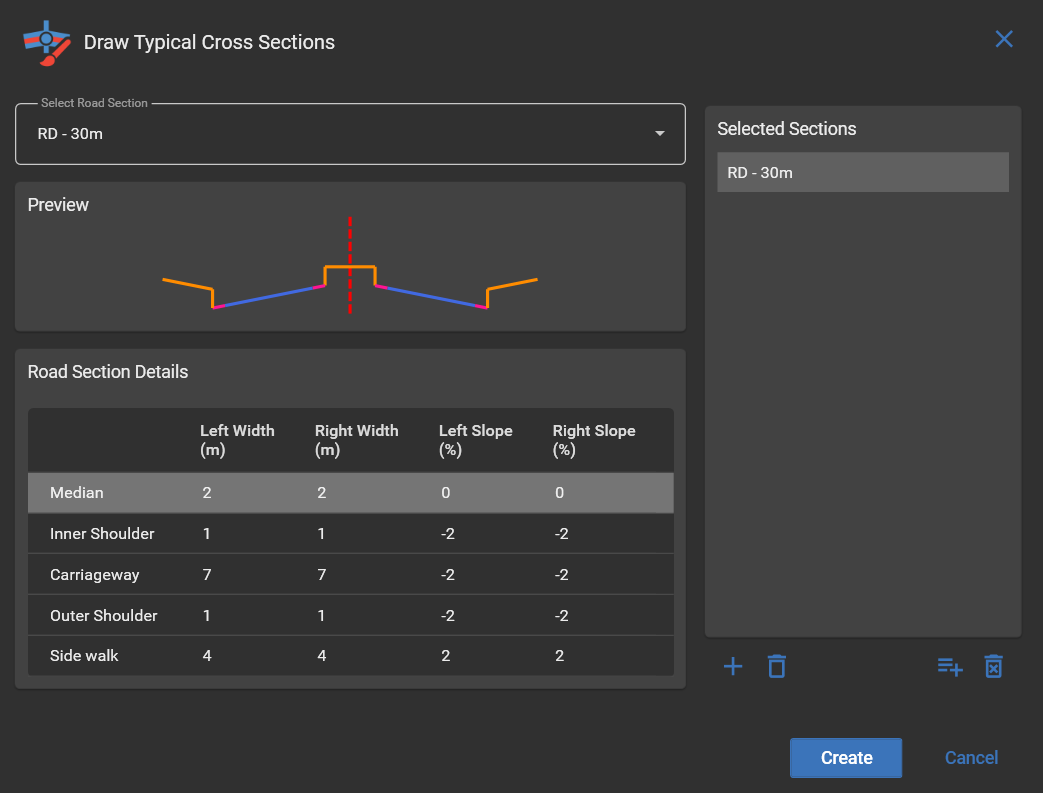 Draw Typical Cross Sections
Select Road Section
RD - 30m
Preview
Road Section Details
Left Width (m) Right Width (m) Left Slope (%) Right Slope (%)
Median 2 2 0 0
Inner Shoulder 1 1 -2 -2
Carriageway 7 7 -2 -2
Outer Shoulder 1 1 -2 -2
Side walk 4 4 2 2
Selected Sections
RD - 30m
Create Cancel